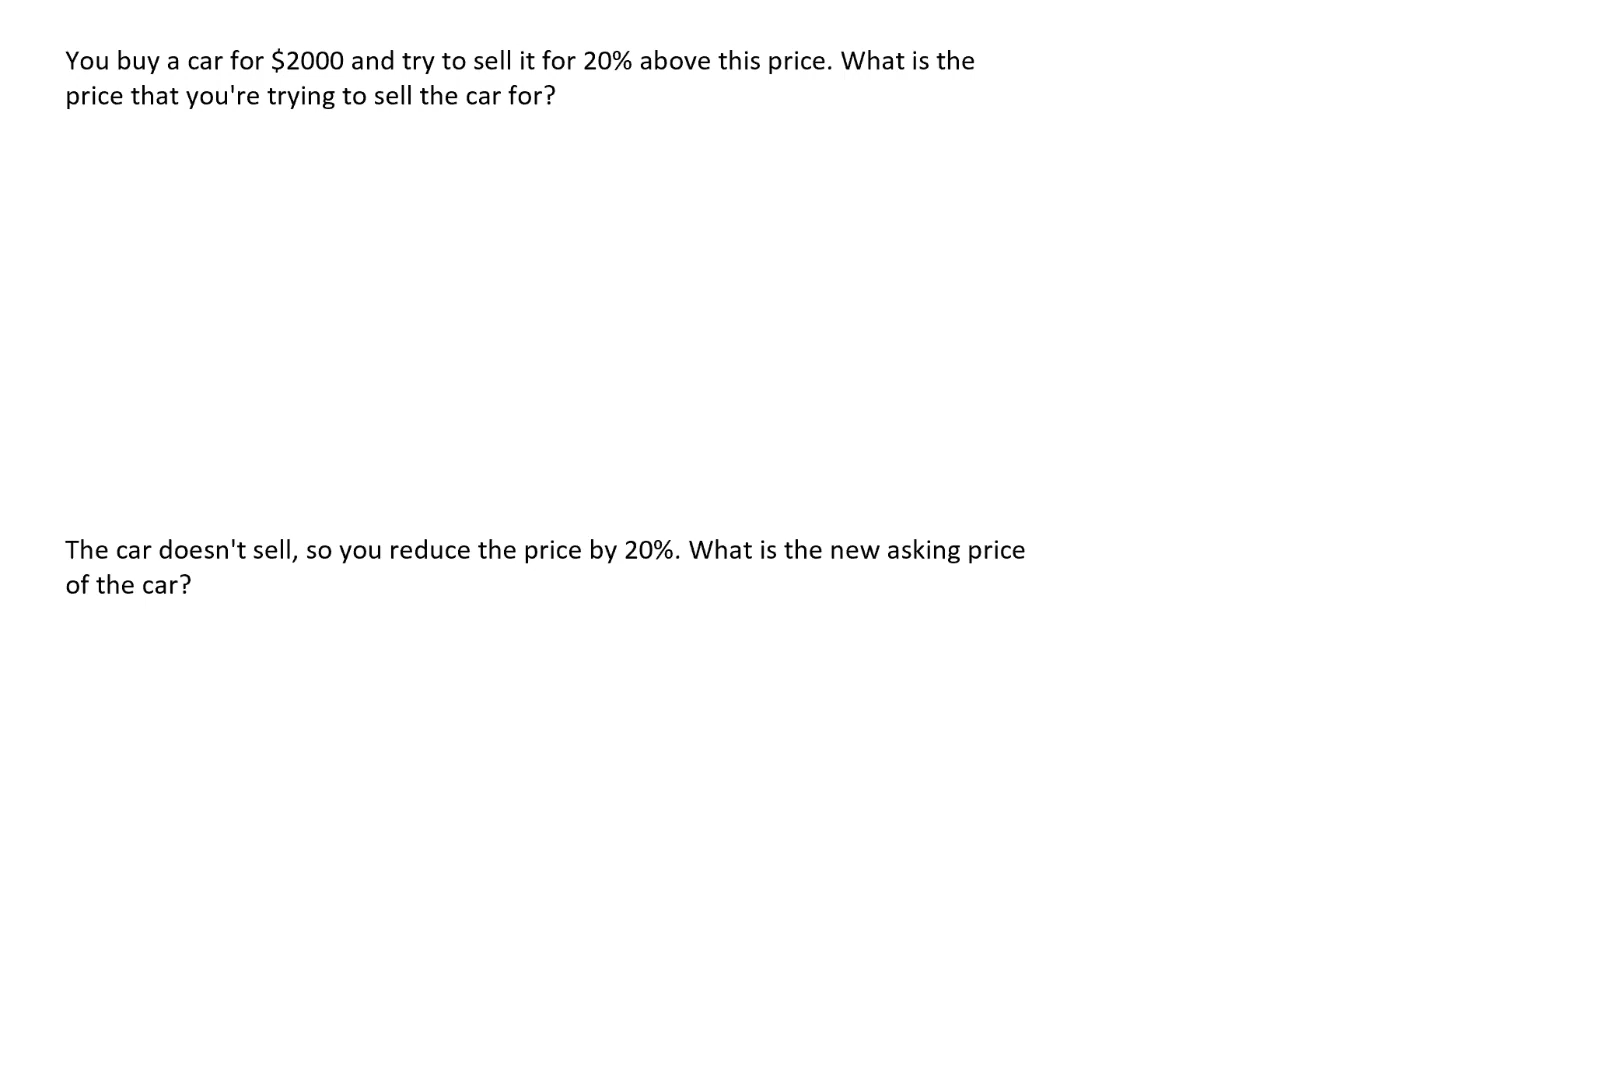 You buy a car for $2000 and try to sell it for 20% above this price. What is the
price that you're trying to sell the car for?
The car doesn't sell, so you reduce the price by 20%. What is the new asking price
of the car?